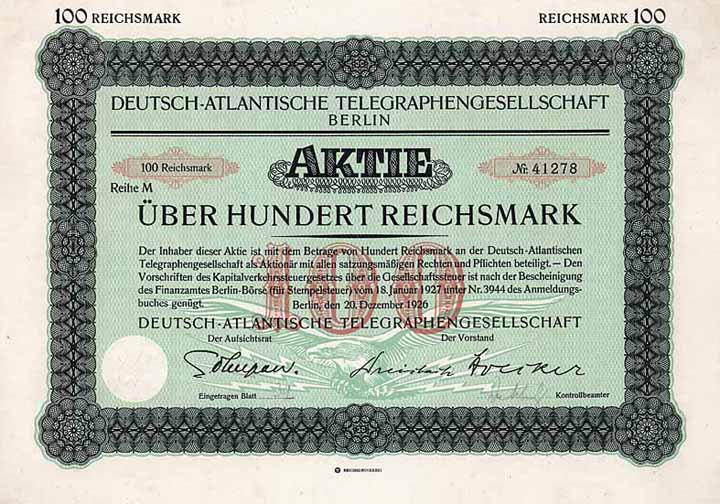 100 REICHSMARK REICHSMARK 100
DEUTSCH-ATLANTISCHE TELEGRAPHENGESELLSCHAFT
BERLIN
AKTIE
100 Reichsmark № 41278
Reihe M
ÜBER HUNDERT REICHSMARK
100
Der Inhaber dieser Aktie ist mit dem Betrage von Hundert Reichsmark an der Deutsch-Atlantischen
Telegraphengesellschaft als Aktionär mit allen satzungsmäßigen Rechten und Pflichten beteiligt. – Den
Vorschriften des Kapitalverkehrsteuergesetzes über die Gesellschaftsteuer ist nach der Bescheinigung
des Finanzamtes Berlin-Börse (für Stempelsteuer) vom 18. Januar 1927 unter Nr. 3944 des Anmeldungs-
buches genügt. Berlin, den 20. Dezember 1926
DEUTSCH-ATLANTISCHE TELEGRAPHENGESELLSCHAFT
Der Aufsichtsrat Der Vorstand
Eingetragen Blatt Kontrollbeamter
REICHSDRUCKEREI